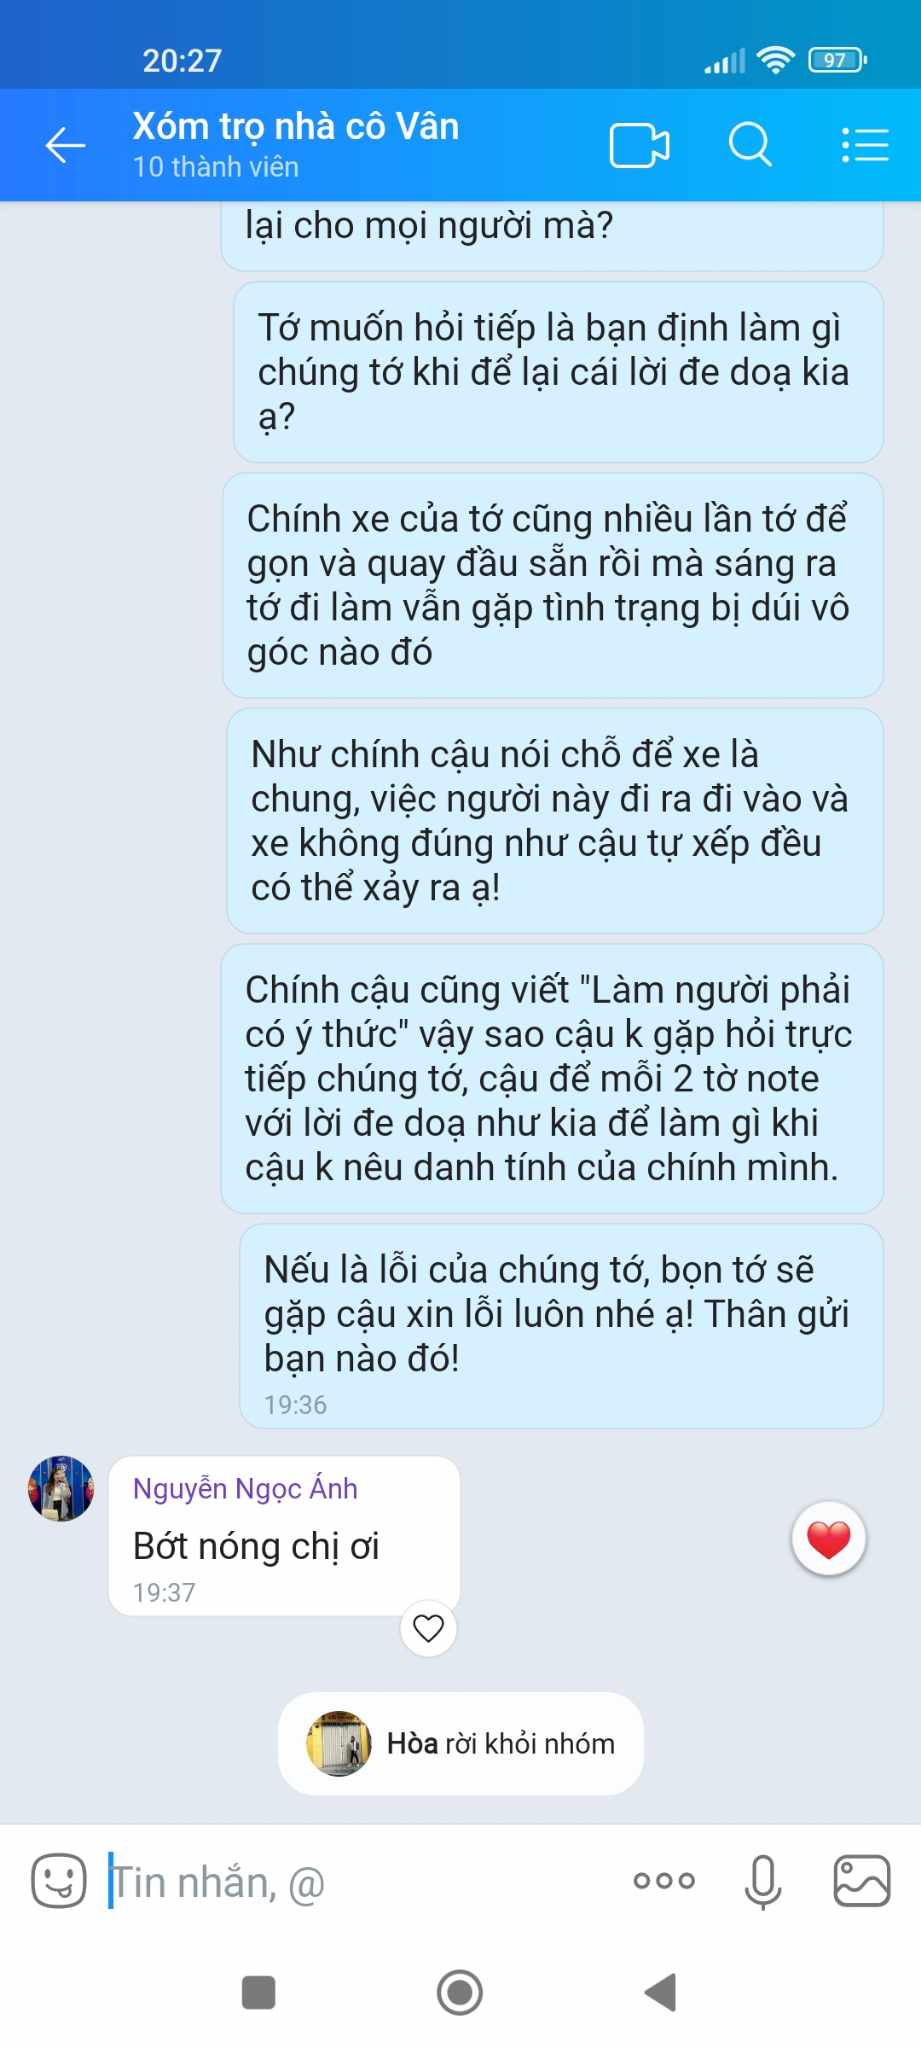 20:27
97
Xóm trọ nhà cô Vân
10 thành viên
lại cho mọi người mà?
Tớ muốn hỏi tiếp là bạn định làm gì
chúng tớ khi để lại cái lời đe doạ kia
ạ?
Chính xe của tớ cũng nhiều lần tớ để
gọn và quay đầu sẵn rồi mà sáng ra
tớ đi làm vẫn gặp tình trạng bị dúi vô
góc nào đó
Như chính cậu nói chỗ để xe là
chung, việc người này đi ra đi vào và
xe không đúng như cậu tự xếp đều
có thể xảy ra ạ!
Chính cậu cũng viết "Làm người phải
có ý thức" vậy sao cậu k gặp hỏi trực
tiếp chúng tớ, cậu để mỗi 2 tờ note
với lời đe doạ như kia để làm gì khi
cậu k nêu danh tính của chính mình.
Nếu là lỗi của chúng tớ, bọn tớ sẽ
gặp cậu xin lỗi luôn nhé ạ! Thân gửi
bạn nào đó!
19:36
Nguyễn Ngọc Ánh
Bớt nóng chị ơi
19:37
Hòa rời khỏi nhóm
Tin nhắn, @